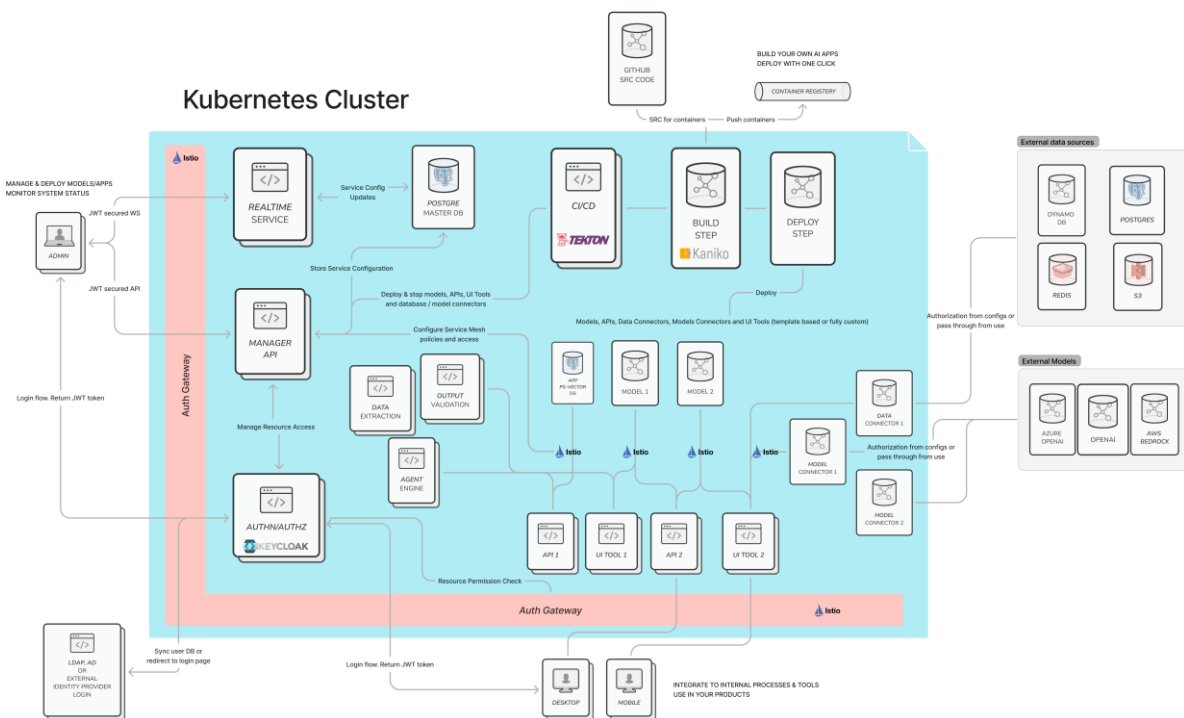 GITHUB
SRC CODE
BUILD YOUR OWN AI APPS
DEPLOY WITH ONE CLICK
CONTAINER REGISTRY
Kubernetes Cluster
SRC for containers
Push containers
Istio
REALTIME
SERVICE
Service Config
Updates
POSTGRE
MASTER DB
CI/CD
TEKTON
BUILD
STEP
Kaniko
DEPLOY
STEP
External data sources
DYNAMO
DB
POSTGRES
REDIS
S3
MANAGE & DEPLOY MODELS/APPS
MONITOR SYSTEM STATUS
JWT secured WS
ADMIN
JWT secured API
Store Service Configuration
Deploy & stop models, APIs, UI Tools
and database / model connectors
Deploy
Models, APIs, Data Connectors, Models Connectors and UI Tools (template based or fully custom)
Authorization from configs or
pass through from use
MANAGER
API
Configure Service Mesh
policies and access
APP
PG.VECTOR
DB
MODEL 1
MODEL 2
External Models
AZURE
OPENAI
OPENAI
AWS
BEDROCK
Auth Gateway
Login flow. Return JWT token
DATA
EXTRACTION
OUTPUT
VALIDATION
DATA
CONNECTOR 1
Manage Resource Access
Istio
Istio
Istio
Istio
MODEL
CONNECTOR 1
Authorization from configs or
pass through from use
AGENT
ENGINE
MODEL
CONNECTOR 2
AUTHN/AUTHZ
KEYCLOAK
API 1
UI TOOL 1
API 2
UI TOOL 2
Resource Permission Check
Auth Gateway
Istio
LDAP, AD
OR
EXTERNAL
IDENTITY PROVIDER
LOGIN
Sync user DB or
redirect to login page
Login flow. Return JWT token
DESKTOP
MOBILE
INTEGRATE TO INTERNAL PROCESSES & TOOLS
USE IN YOUR PRODUCTS